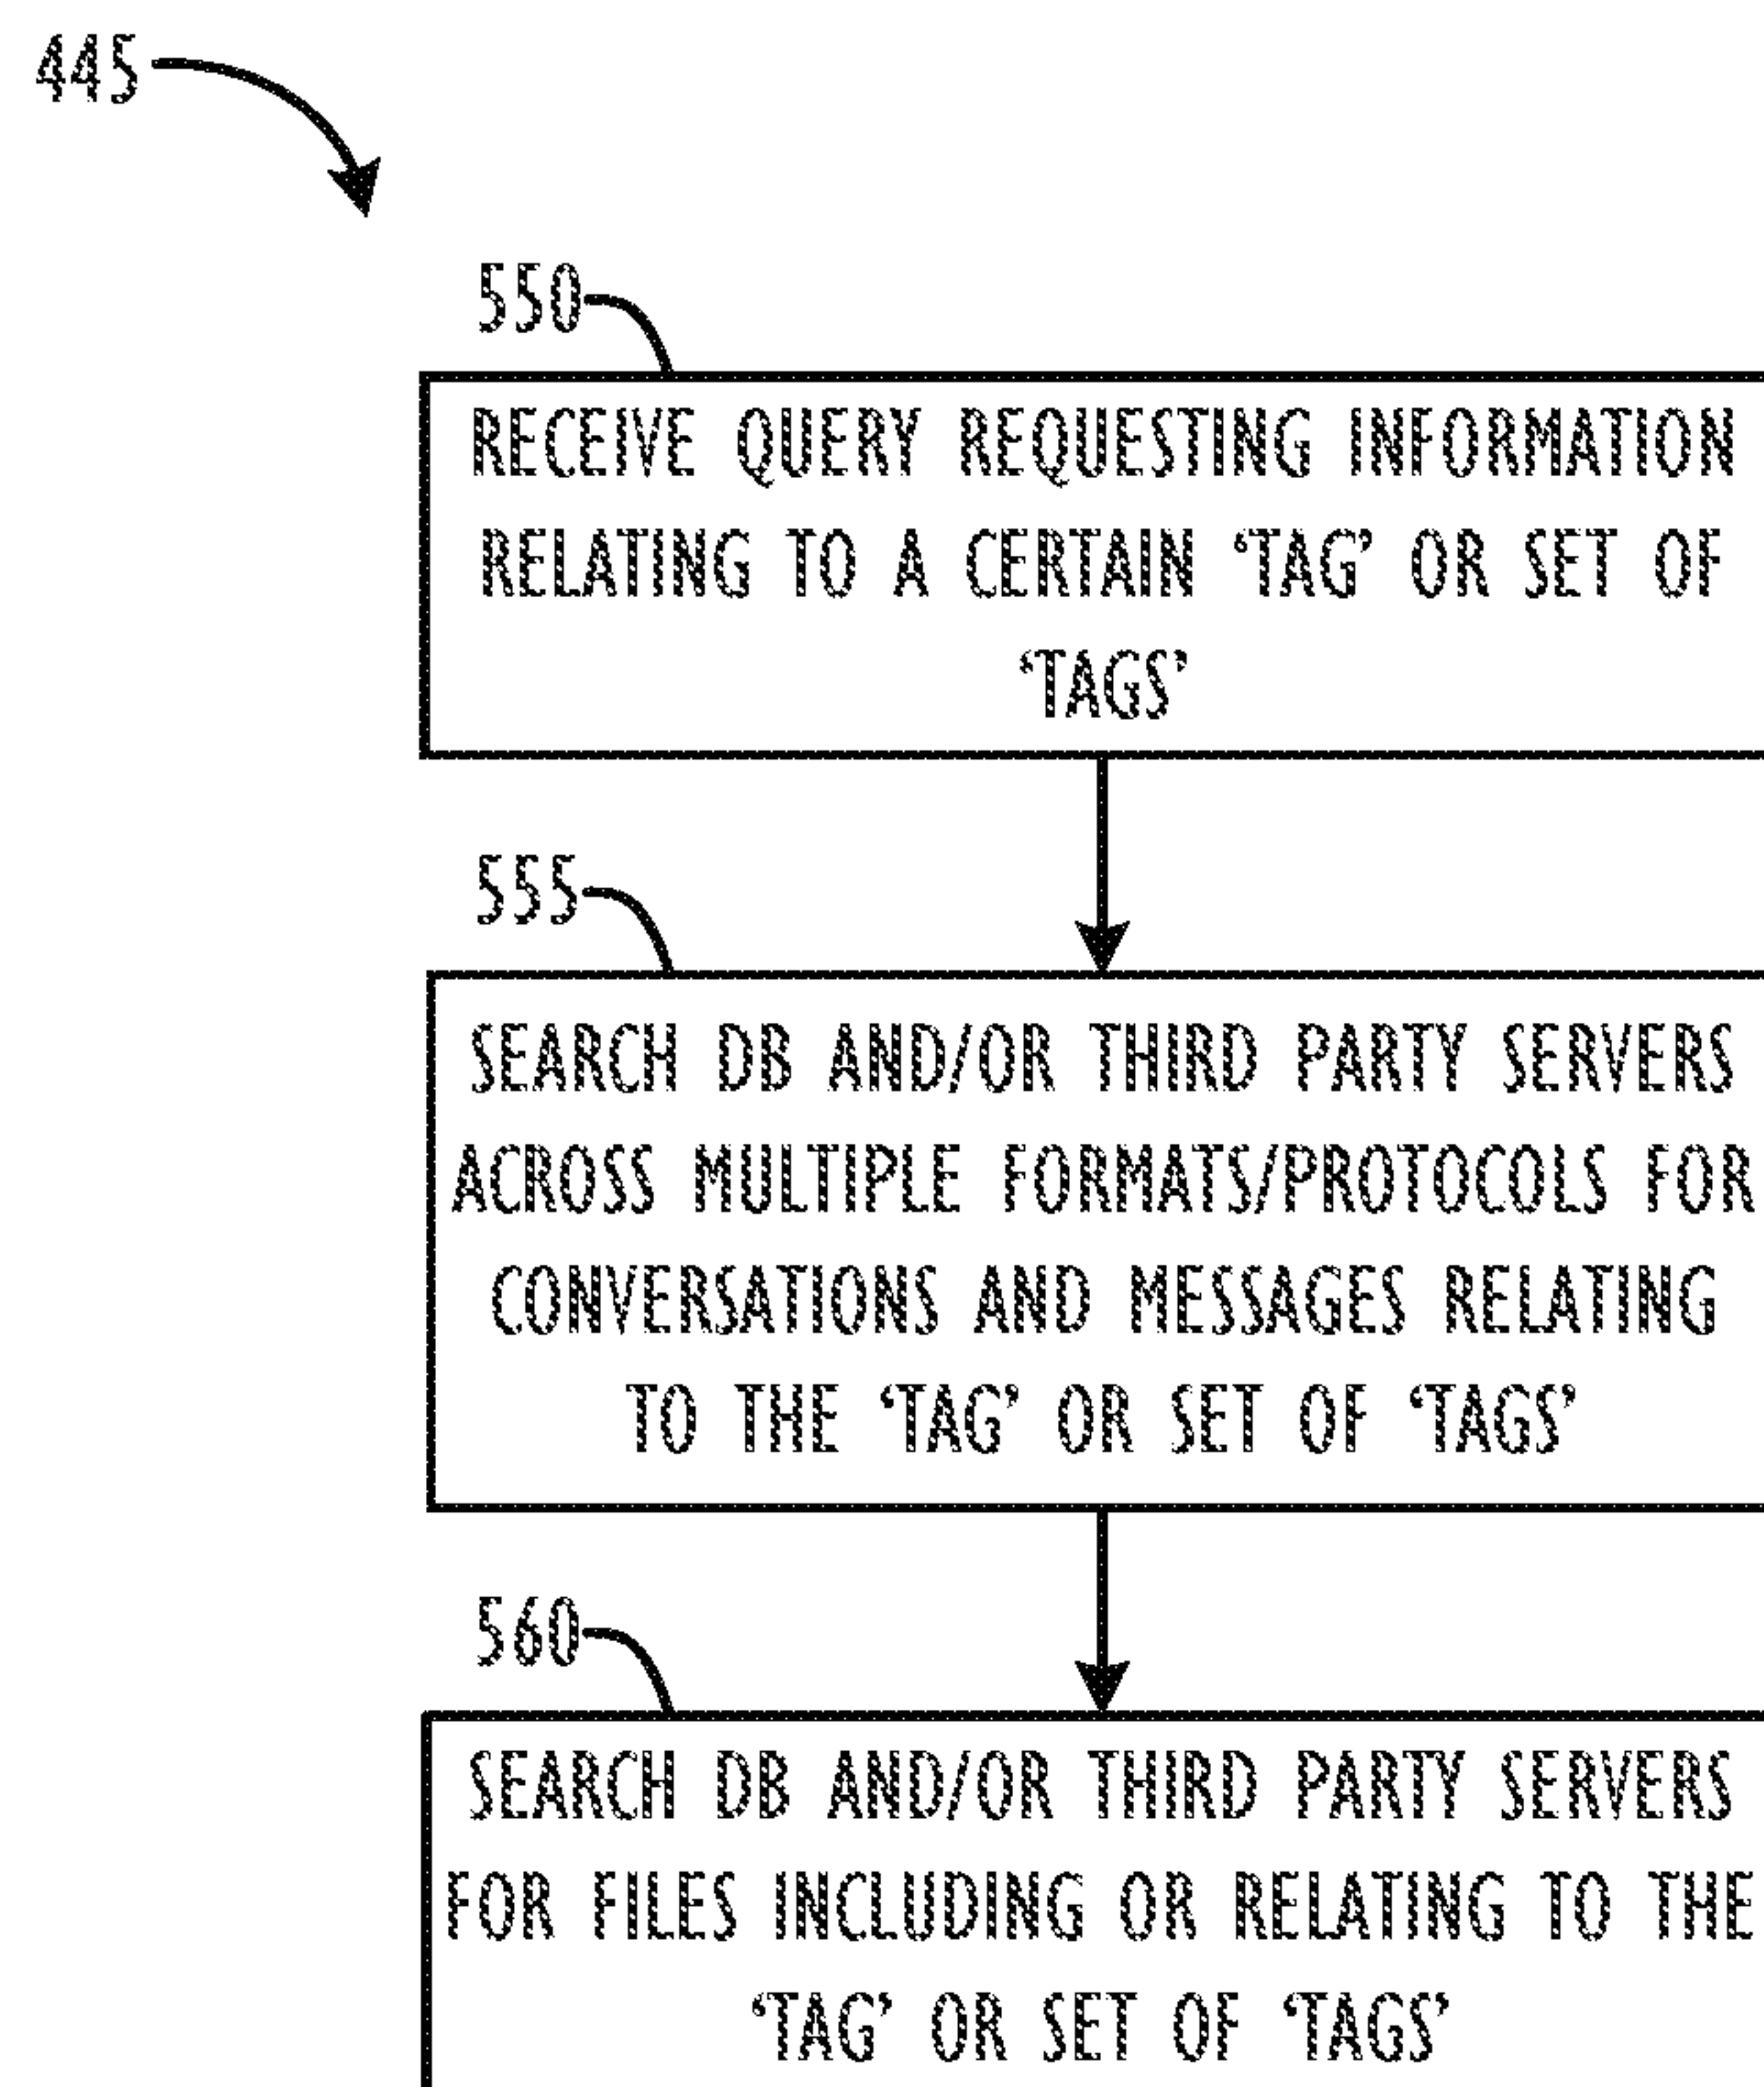 445
550
RECEIVE QUERY REQUESTING INFORMATION
RELATING TO A CERTAIN ‘TAG’ OR SET OF
‘TAGS’
555
SEARCH DB AND/OR THIRD PARTY SERVERS
ACROSS MULTIPLE FORMATS/PROTOCOLS FOR
CONVERSATIONS AND MESSAGES RELATING
TO THE ‘TAG’ OR SET OF ‘TAGS’
560
SEARCH DB AND/OR THIRD PARTY SERVERS
FOR FILES INCLUDING OR RELATING TO THE
‘TAG’ OR SET OF ‘TAGS’